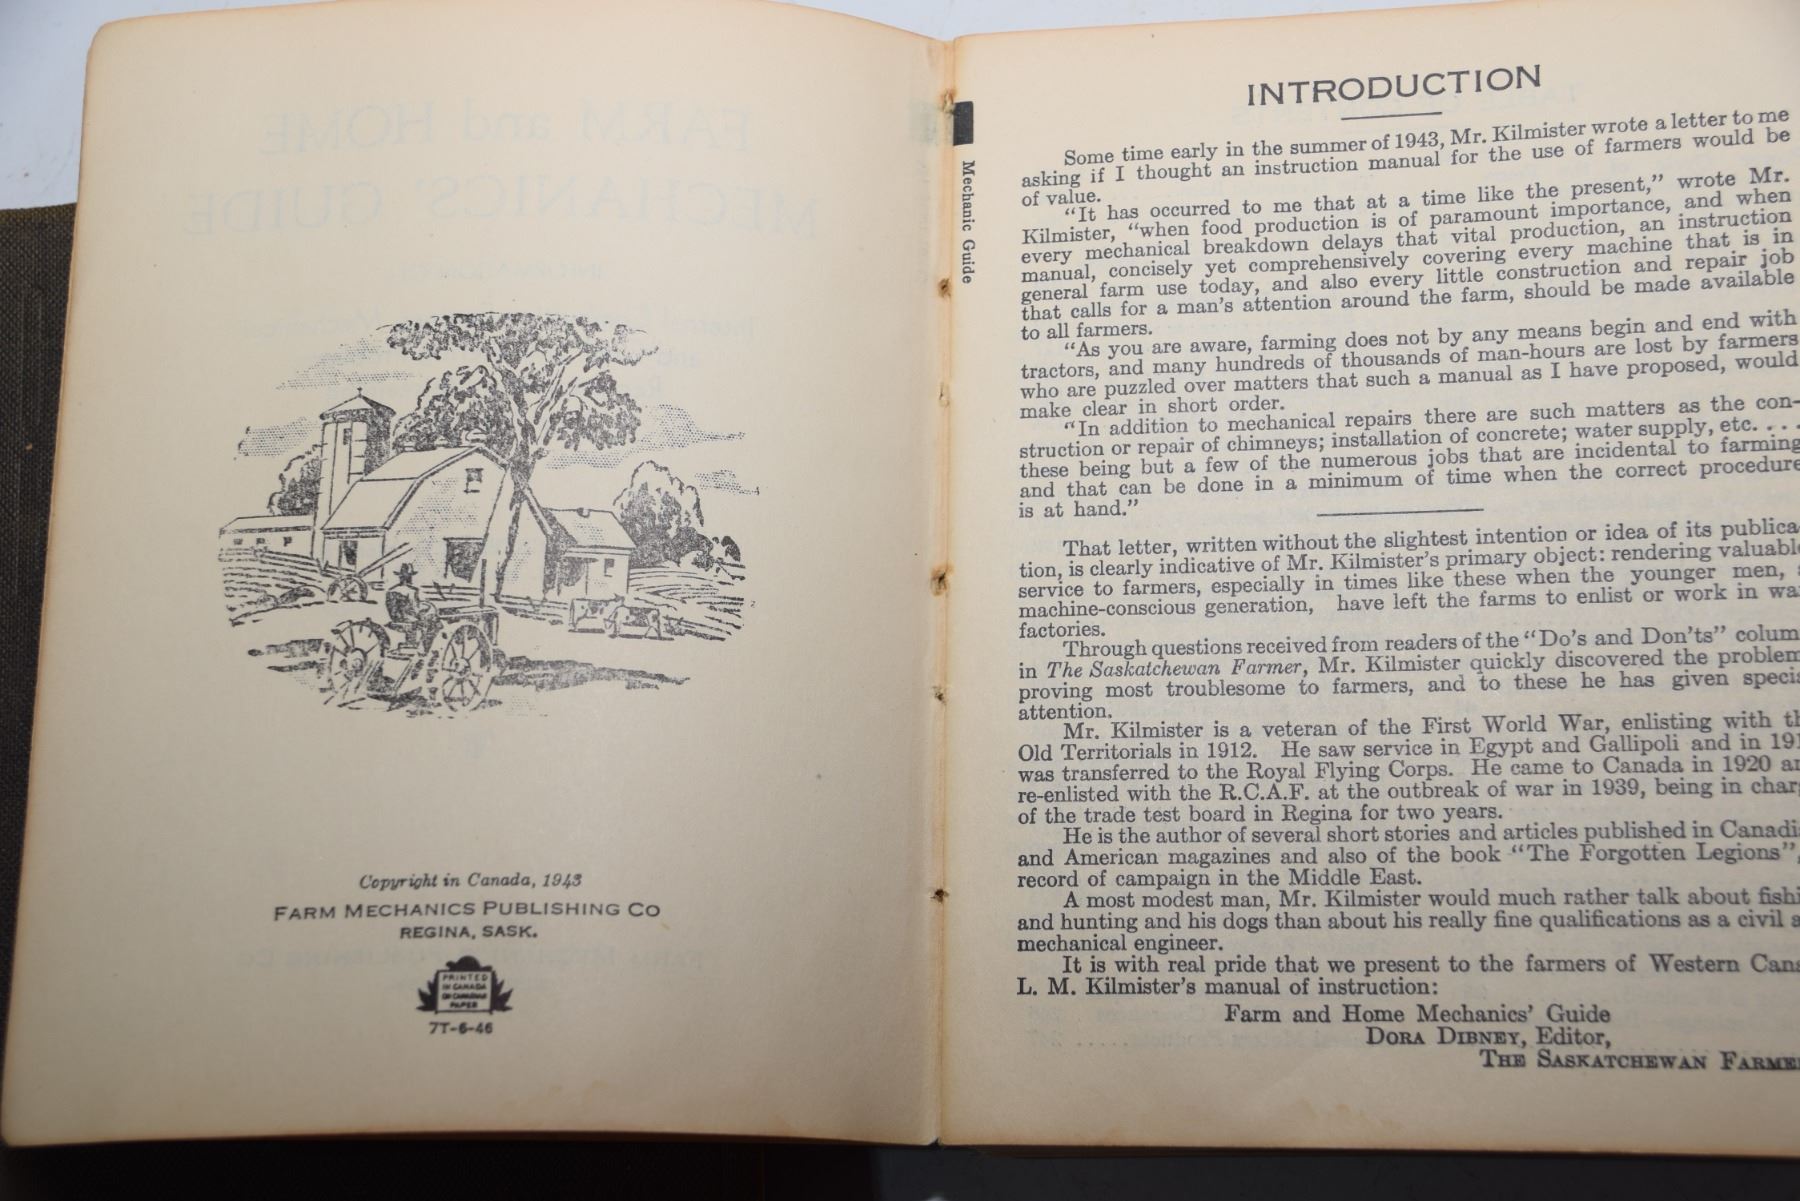 Copyright in Canada, 1943
FARM MECHANICS PUBLISHING CO
REGINA, SASK.
PRINTED
IN CANADA
ON CANADIAN
PAPER
7T-6-46
Mechanic Guide
INTRODUCTION
Some time early in the summer of 1943, Mr. Kilmister wrote a letter to me
asking if I thought an instruction manual for the use of farmers would be
of value.
"It has occurred to me that at a time like the present," wrote Mr.
Kilmister, "when food production is of paramount importance, and when
every mechanical breakdown delays that vital production, an instruction
manual, concisely yet comprehensively covering every machine that is in
general farm use today, and also every little construction and repair job
that calls for a man's attention around the farm, should be made available
to all farmers.
"As you are aware, farming does not by any means begin and end with
tractors, and many hundreds of thousands of man-hours are lost by farmers
who are puzzled over matters that such a manual as I have proposed, would
make clear in short order.
"In addition to mechanical repairs there are such matters as the con-
struction or repair of chimneys; installation of concrete; water supply, etc. . . .
these being but a few of the numerous jobs that are incidental to farming
and that can be done in a minimum of time when the correct procedure
is at hand."
That letter, written without the slightest intention or idea of its publica-
tion, is clearly indicative of Mr. Kilmister's primary object: rendering valuabl
service to farmers, especially in times like these when the younger men,
machine-conscious generation, have left the farms to enlist or work in wa
factories.
Through questions received from readers of the "Do's and Don'ts" colum
in The Saskatchewan Farmer, Mr. Kilmister quickly discovered the problem
proving most troublesome to farmers, and to these he has given speci
attention.
Mr. Kilmister is a veteran of the First World War, enlisting with th
Old Territorials in 1912. He saw service in Egypt and Gallipoli and in 191
was transferred to the Royal Flying Corps. He came to Canada in 1920 an
re-enlisted with the R.C.A.F. at the outbreak of war in 1939, being in charg
of the trade test board in Regina for two years.
He is the author of several short stories and articles published in Canadi
and American magazines and also of the book "The Forgotten Legions",
record of campaign in the Middle East.
A most modest man, Mr. Kilmister would much rather talk about fishi
and hunting and his dogs than about his really fine qualifications as a civil a
mechanical engineer.
It is with real pride that we present to the farmers of Western Cana
L. M. Kilmister's manual of instruction:
Farm and Home Mechanics' Guide
DORA DIBNEY, Editor,
THE SASKATCHEWAN FARMER